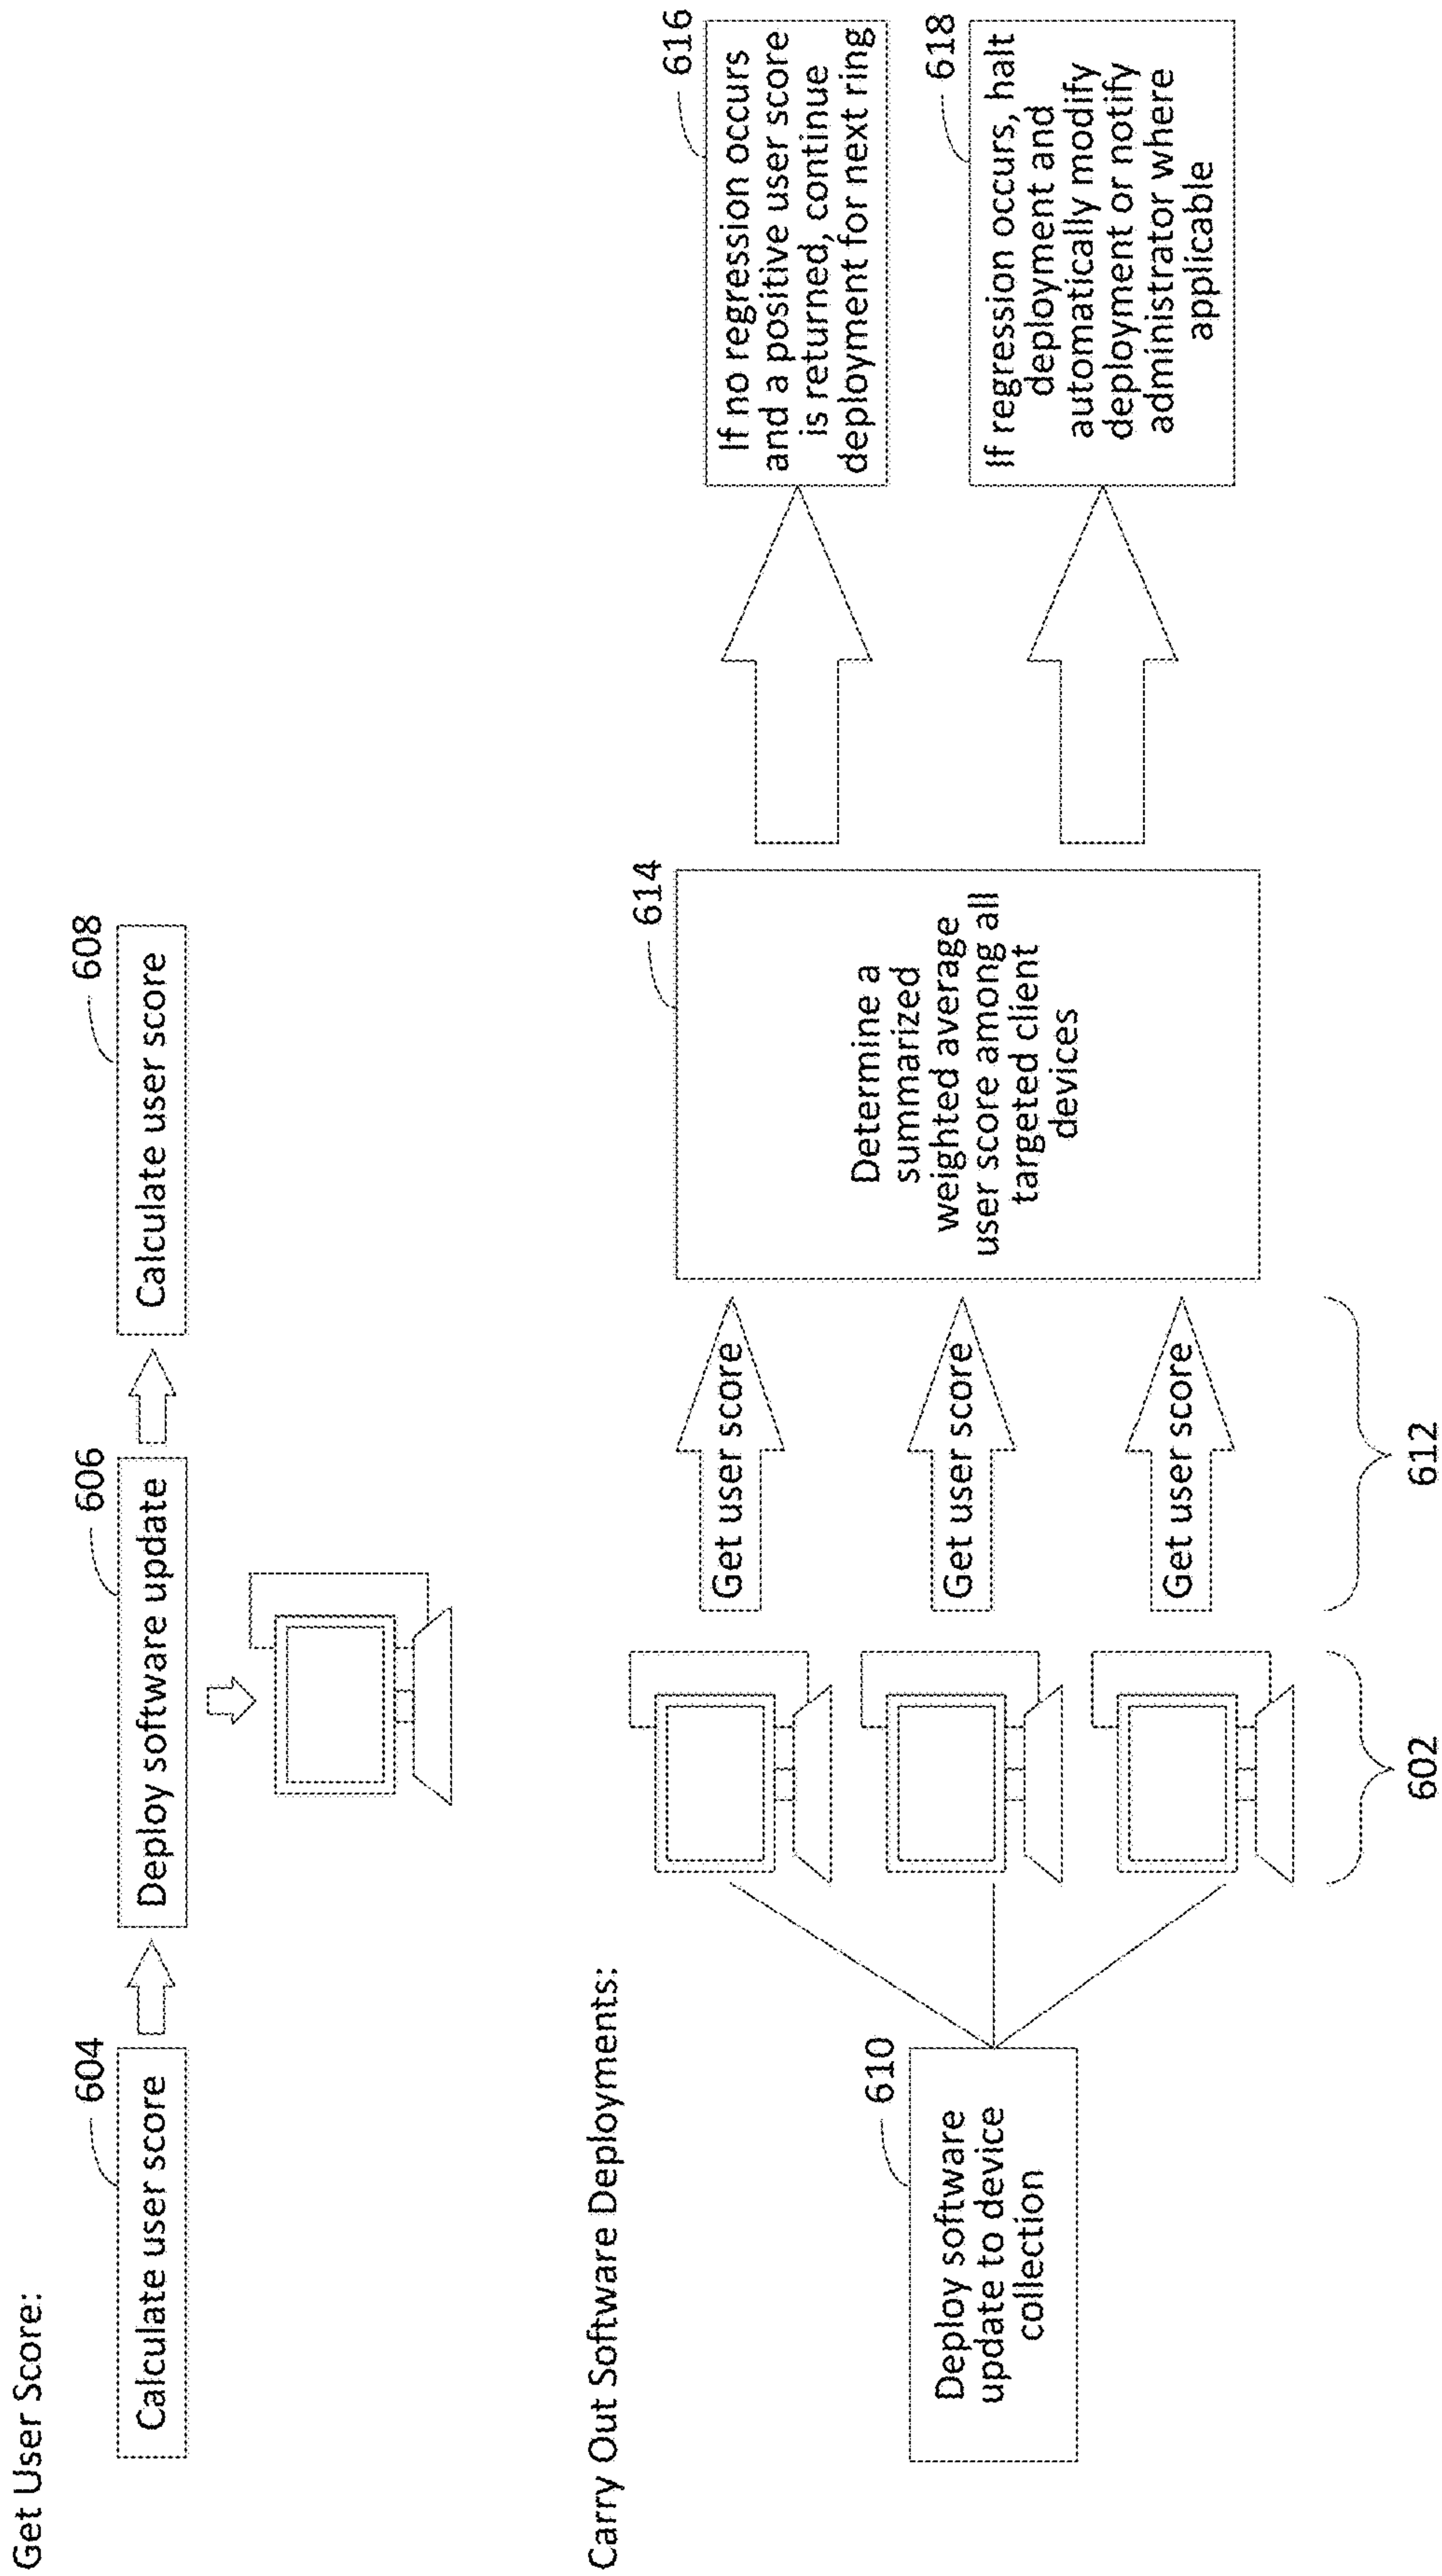 Get User Score:
604
Calculate user score
606
Deploy software update
608
Calculate user score
Carry Out Software Deployments:
610
Deploy software
update to device
collection
602
Get user score
Get user score
Get user score
612
614
Determine a
summarized
weighted average
user score among all
targeted client
devices
616
If no regression occurs
and a positive user score
is returned, continue
deployment for next ring
618
If regression occurs, halt
deployment and
automatically modify
deployment or notify
administrator where
applicable